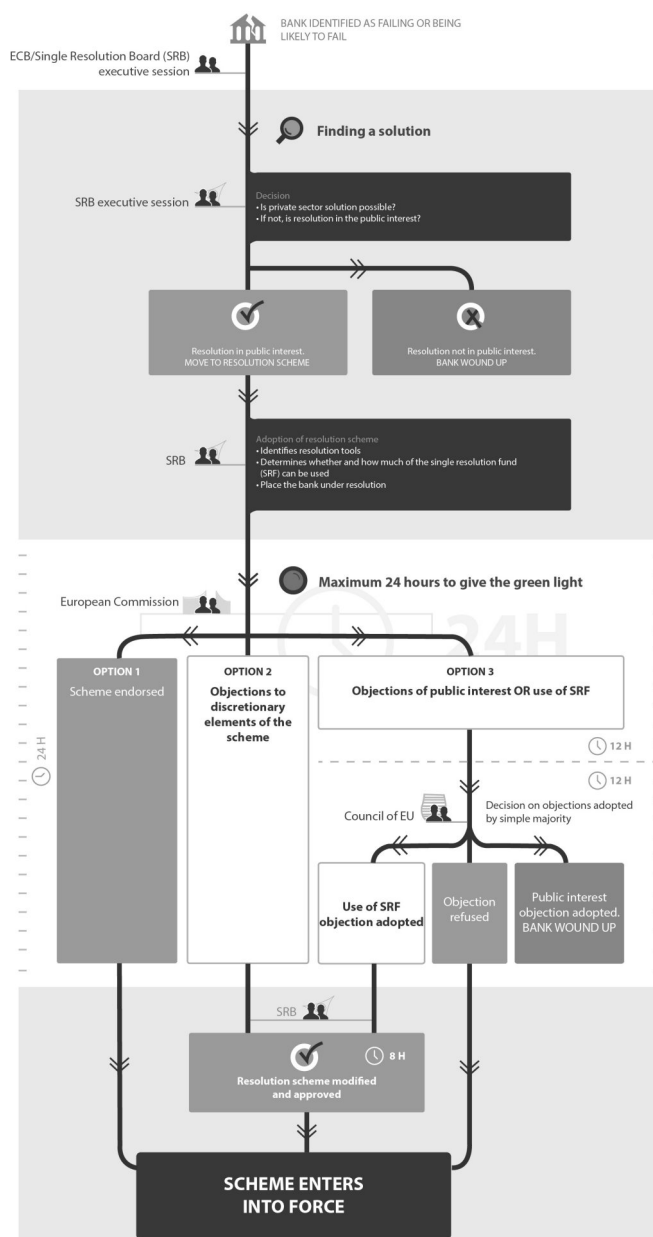 BANK IDENTIFIED AS FAILING OR BEING
LIKELY TO FAIL
ECB/Single Resolution Board (SRB)
executive session
Finding a solution
SRB executive session
Decision
• Is private sector solution possible?
• If not, is resolution in the public interest?
Resolution in public interest.
MOVE TO RESOLUTION SCHEME
Resolution not in public interest.
BANK WOUND UP
SRB
Adoption of resolution scheme
• Identifies resolution tools
• Determines whether and how much of the single resolution fund
(SRF) can be used
• Place the bank under resolution
Maximum 24 hours to give the green light
European Commission
24H
24 H
OPTION 1
Scheme endorsed
OPTION 2
Objections to
discretionary
elements of the
scheme
OPTION 3
Objections of public interest OR use of SRF
12 H
12 H
Council of EU
Decision on objections adopted
by simple majority
Use of SRF
objection adopted
Objection
refused
Public interest
objection adopted.
BANK WOUND UP
SRB
8 H
Resolution scheme modified
and approved
SCHEME ENTERS
INTO FORCE